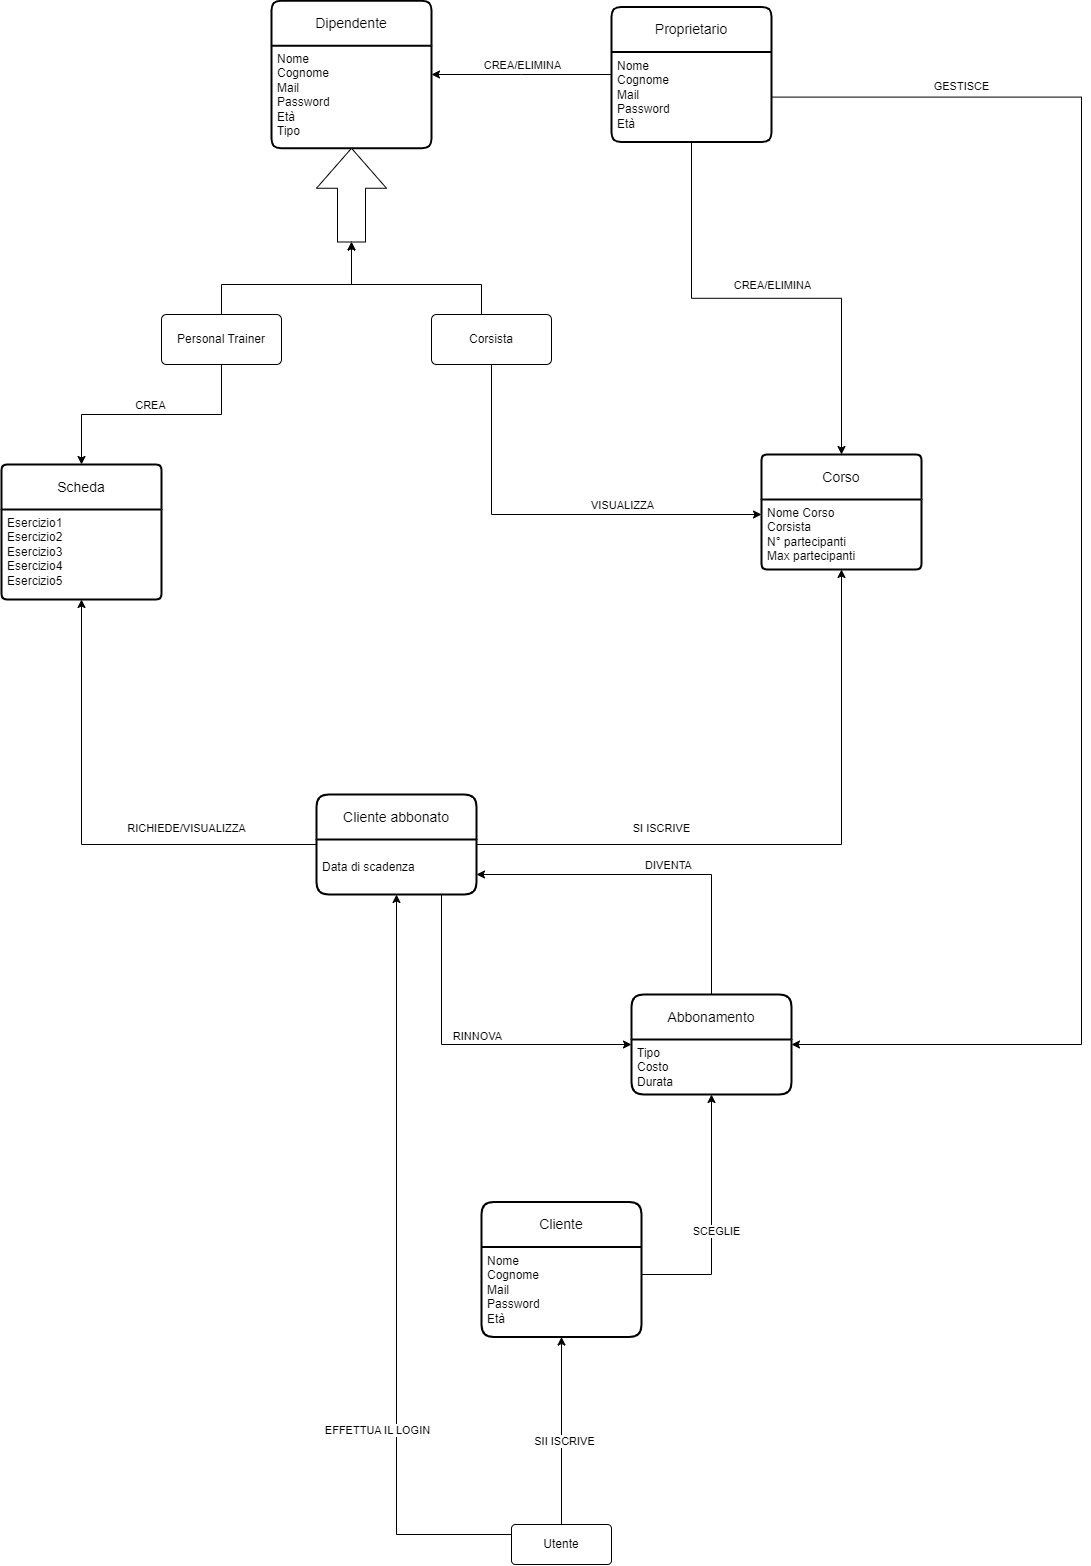 Dipendente
Nome
Cognome
Mail
Password
Età
Tipo
CREA/ELIMINA
Proprietario
Nome
Cognome
Mail
Password
Età
GESTISCE
CREA/ELIMINA
Personal Trainer
Corsista
CREA
VISUALIZZA
Scheda
Esercizio1
Esercizio2
Esercizio3
Esercizio4
Esercizio5
Corso
Nome Corso
Corsista
N° partecipanti
Max partecipanti
RICHIEDE/VISUALIZZA
Cliente abbonato
Data di scadenza
SI ISCRIVE
DIVENTA
RINNOVA
Abbonamento
Tipo
Costo
Durata
SCEGLIE
Cliente
Nome
Cognome
Mail
Password
Età
EFFETTUA IL LOGIN
SII ISCRIVE
Utente